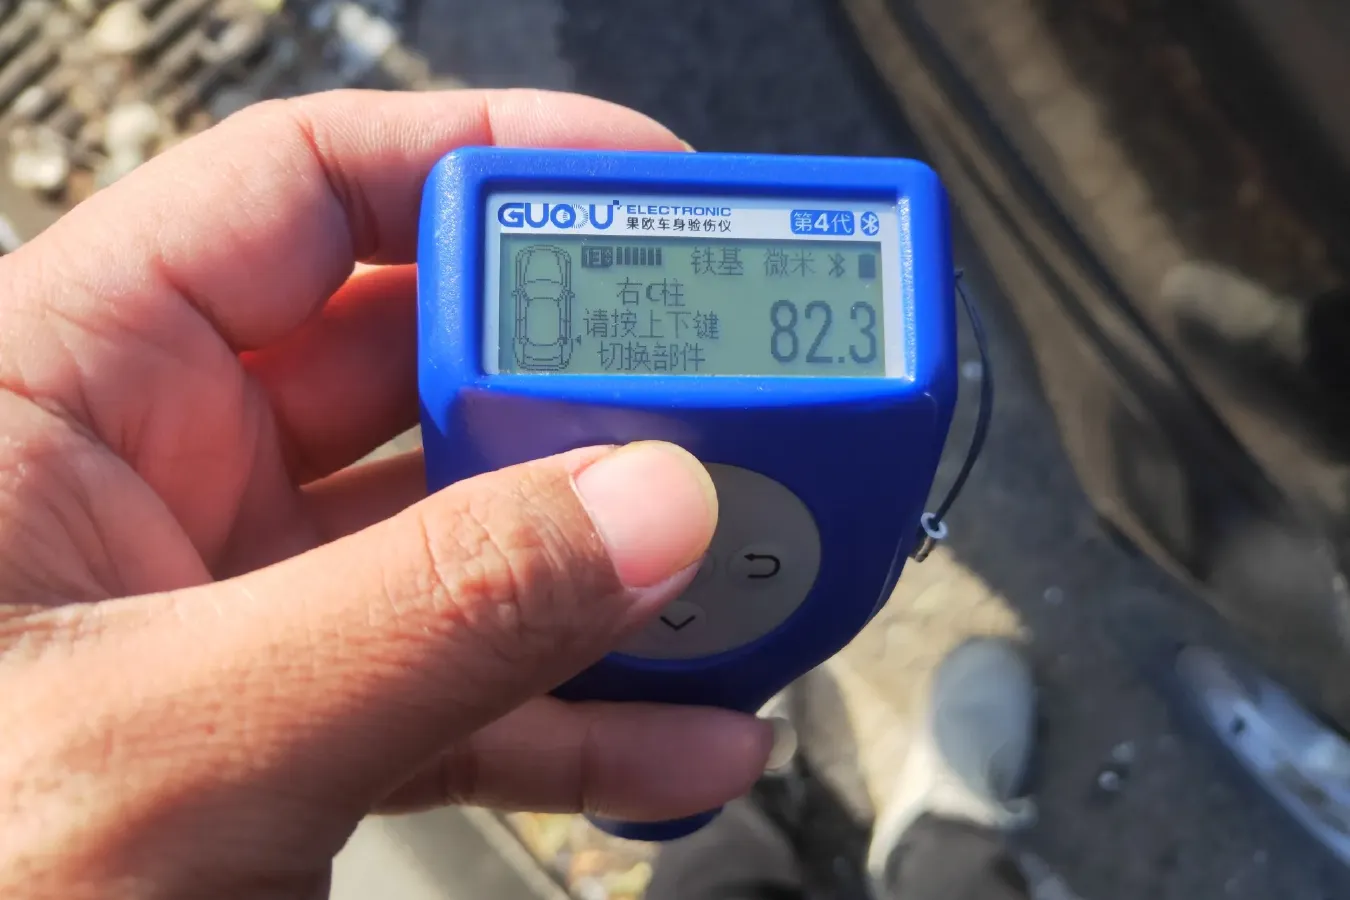 GUOOU ELECTRONIC
果欧车身验伤仪
第4代
铁基 微米
右C柱
请按上下键
切换部件
82.3